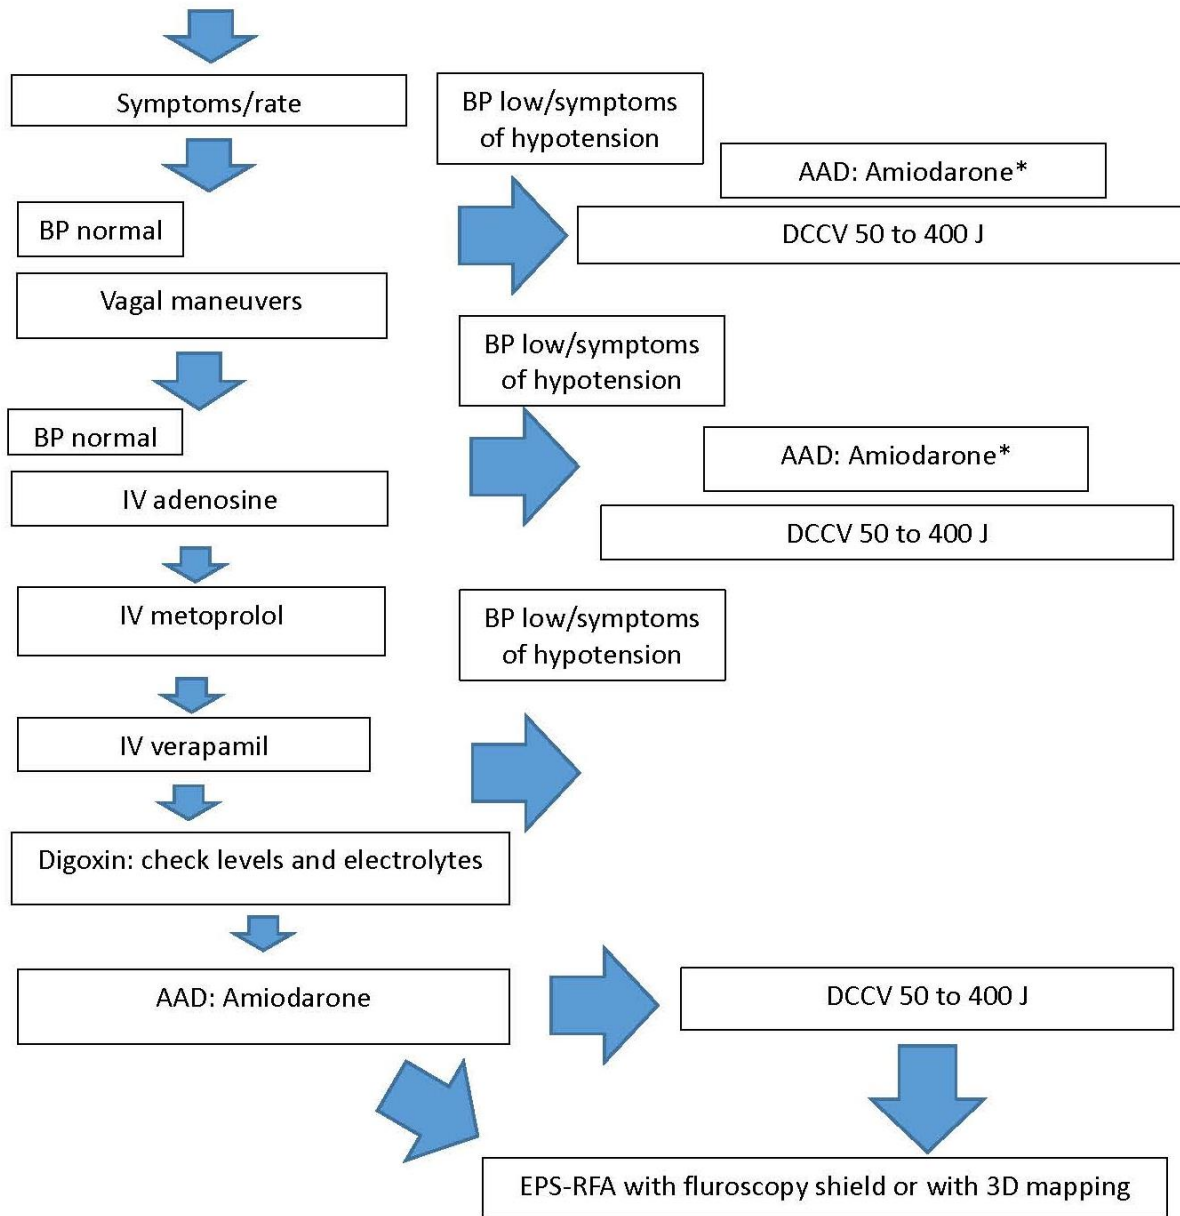 Symptoms/rate
BP low/symptoms
of hypotension
AAD: Amiodarone*
BP normal
DCCV 50 to 400 J
Vagal maneuvers
BP low/symptoms
of hypotension
BP normal
AAD: Amiodarone*
IV adenosine
DCCV 50 to 400 J
IV metoprolol
BP low/symptoms
of hypotension
IV verapamil
Digoxin: check levels and electrolytes
AAD: Amiodarone
DCCV 50 to 400 J
EPS-RFA with fluroscopy shield or with 3D mapping